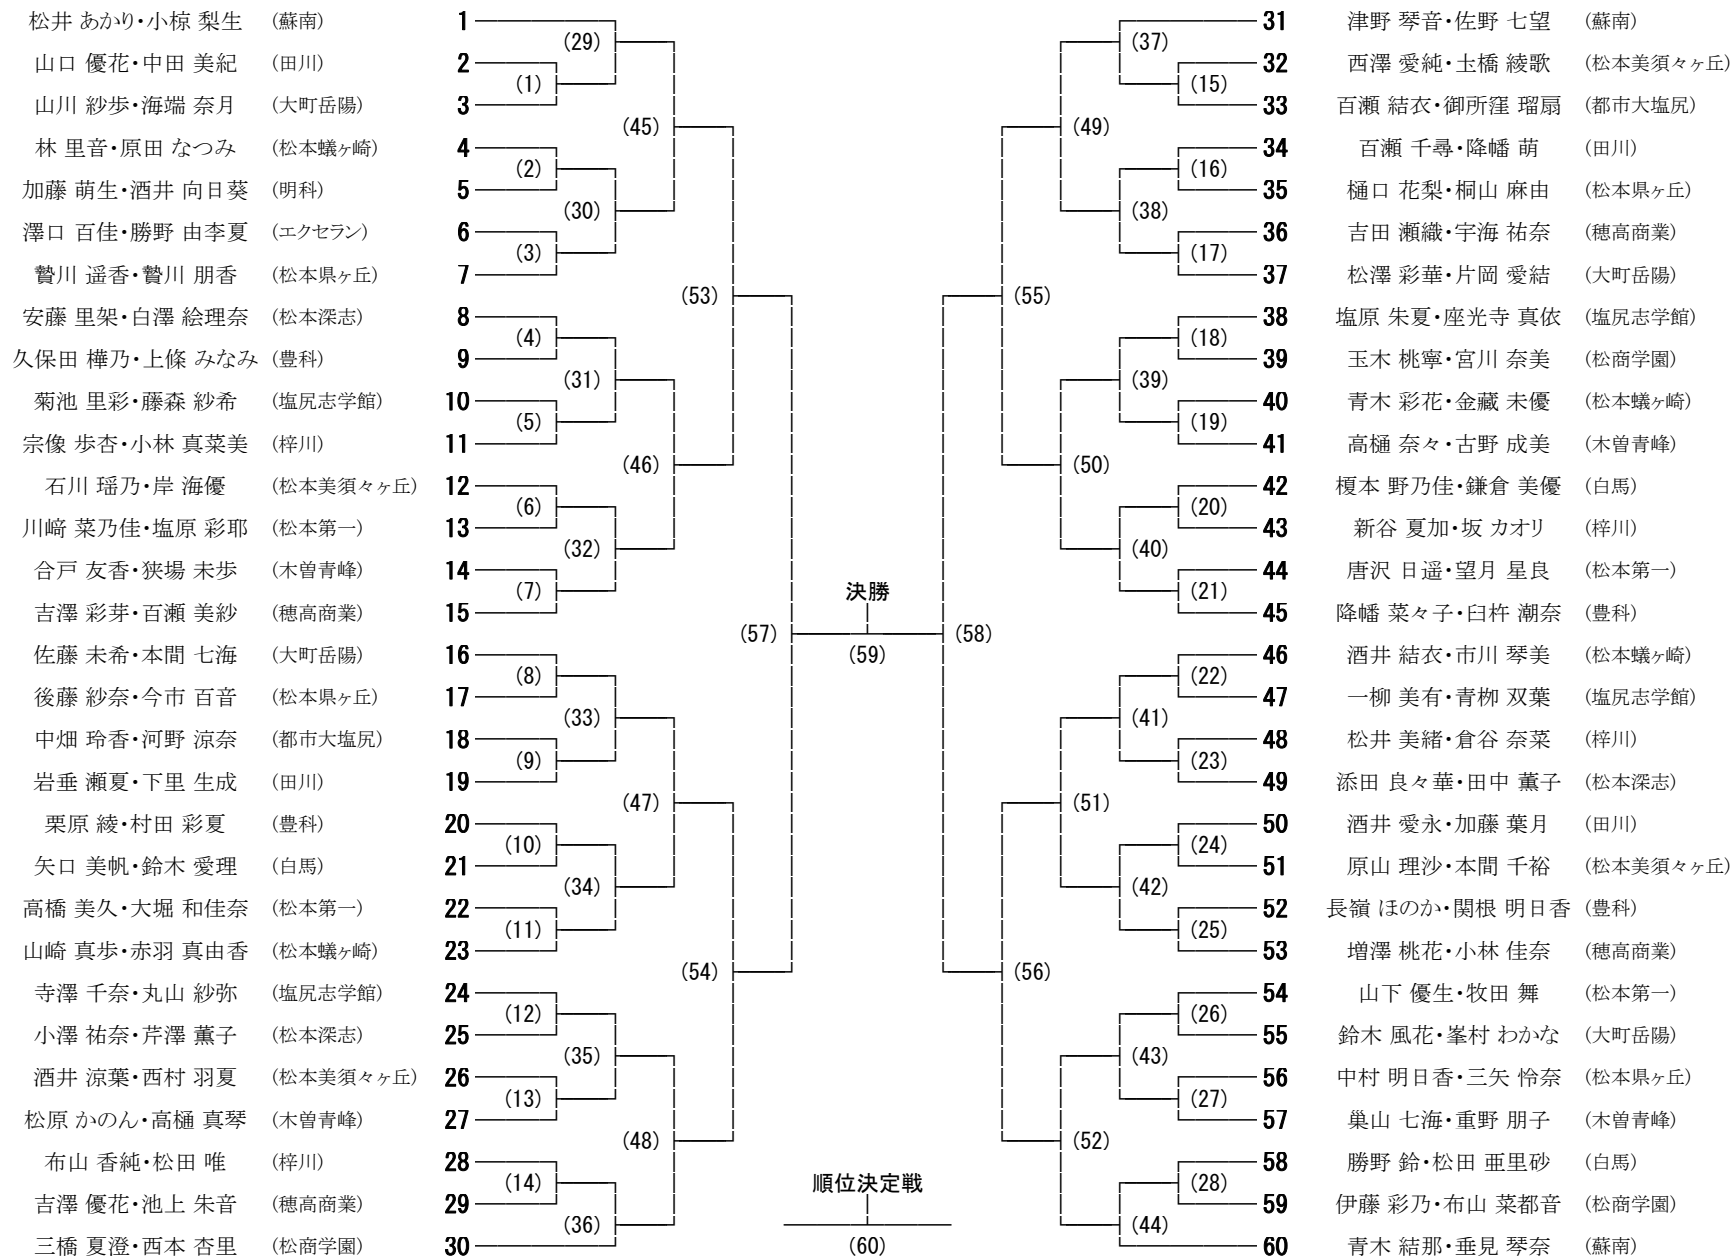 松井 あかり・小椋 梨生 (蘇南) 1
(29)
山口 優花・中田 美紀 (田川) 2
(1)
山川 紗歩・海端 奈月 (大町岳陽) 3
(45)
林 里音・原田 なつみ (松本蟻ヶ崎) 4
(2)
加藤 萌生・酒井 向日葵 (明科) 5
(30)
澤口 百佳・勝野 由李夏 (エクセラン) 6
(3)
贄川 遥香・贄川 朋香 (松本県ヶ丘) 7
(53)
安藤 里架・白澤 絵理奈 (松本深志) 8
(4)
久保田 樺乃・上條 みなみ (豊科) 9
(31)
菊池 里彩・藤森 紗希 (塩尻志学館) 10
(5)
宗像 歩杏・小林 真菜美 (梓川) 11
(46)
石川 瑶乃・岸 海優 (松本美須々ヶ丘) 12
(6)
川﨑 菜乃佳・塩原 彩耶 (松本第一) 13
(32)
合戸 友香・狭場 未歩 (木曽青峰) 14
(7)
吉澤 彩芽・百瀬 美紗 (穂高商業) 15
(57)
佐藤 未希・本間 七海 (大町岳陽) 16
(8)
後藤 紗奈・今市 百音 (松本県ヶ丘) 17
(33)
中畑 玲香・河野 涼奈 (都市大塩尻) 18
(9)
岩垂 瀬夏・下里 生成 (田川) 19
(47)
栗原 綾・村田 彩夏 (豊科) 20
(10)
矢口 美帆・鈴木 愛理 (白馬) 21
(34)
高橋 美久・大堀 和佳奈 (松本第一) 22
(11)
山崎 真歩・赤羽 真由香 (松本蟻ヶ崎) 23
(54)
寺澤 千奈・丸山 紗弥 (塩尻志学館) 24
(12)
小澤 祐奈・芹澤 薫子 (松本深志) 25
(35)
酒井 涼葉・西村 羽夏 (松本美須々ヶ丘) 26
(13)
松原 かのん・高樋 真琴 (木曽青峰) 27
(48)
布山 香純・松田 唯 (梓川) 28
(14)
吉澤 優花・池上 朱音 (穂高商業) 29
(36)
三橋 夏澄・西本 杏里 (松商学園) 30
決勝
(59)
順位決定戦
(60)
31 津野 琴音・佐野 七望 (蘇南)
(37)
32 西澤 愛純・圡橋 綾歌 (松本美須々ヶ丘)
(15)
33 百瀬 結衣・御所窪 瑠扇 (都市大塩尻)
(49)
34 百瀬 千尋・降幡 萌 (田川)
(16)
35 樋口 花梨・桐山 麻由 (松本県ヶ丘)
(38)
36 吉田 瀬織・宇海 祐奈 (穂高商業)
(17)
37 松澤 彩華・片岡 愛結 (大町岳陽)
(55)
38 塩原 朱夏・座光寺 真依 (塩尻志学館)
(18)
39 玉木 桃寧・宮川 奈美 (松商学園)
(39)
40 青木 彩花・金藏 未優 (松本蟻ヶ崎)
(19)
41 高樋 奈々・古野 成美 (木曽青峰)
(50)
42 榎本 野乃佳・鎌倉 美優 (白馬)
(20)
43 新谷 夏加・坂 カオリ (梓川)
(40)
44 唐沢 日遥・望月 星良 (松本第一)
(21)
45 降幡 菜々子・臼杵 潮奈 (豊科)
(58)
46 酒井 結衣・市川 琴美 (松本蟻ヶ崎)
(22)
47 一柳 美有・青栁 双葉 (塩尻志学館)
(41)
48 松井 美緒・倉谷 奈菜 (梓川)
(23)
49 添田 良々華・田中 薫子 (松本深志)
(51)
50 酒井 愛永・加藤 葉月 (田川)
(24)
51 原山 理沙・本間 千裕 (松本美須々ヶ丘)
(42)
52 長嶺 ほのか・関根 明日香 (豊科)
(25)
53 増澤 桃花・小林 佳奈 (穂高商業)
(56)
54 山下 優生・牧田 舞 (松本第一)
(26)
55 鈴木 風花・峯村 わかな (大町岳陽)
(43)
56 中村 明日香・三矢 怜奈 (松本県ヶ丘)
(27)
57 巣山 七海・重野 朋子 (木曽青峰)
(52)
58 勝野 鈴・松田 亜里砂 (白馬)
(28)
59 伊藤 彩乃・布山 菜都音 (松商学園)
(44)
60 青木 結那・垂見 琴奈 (蘇南)